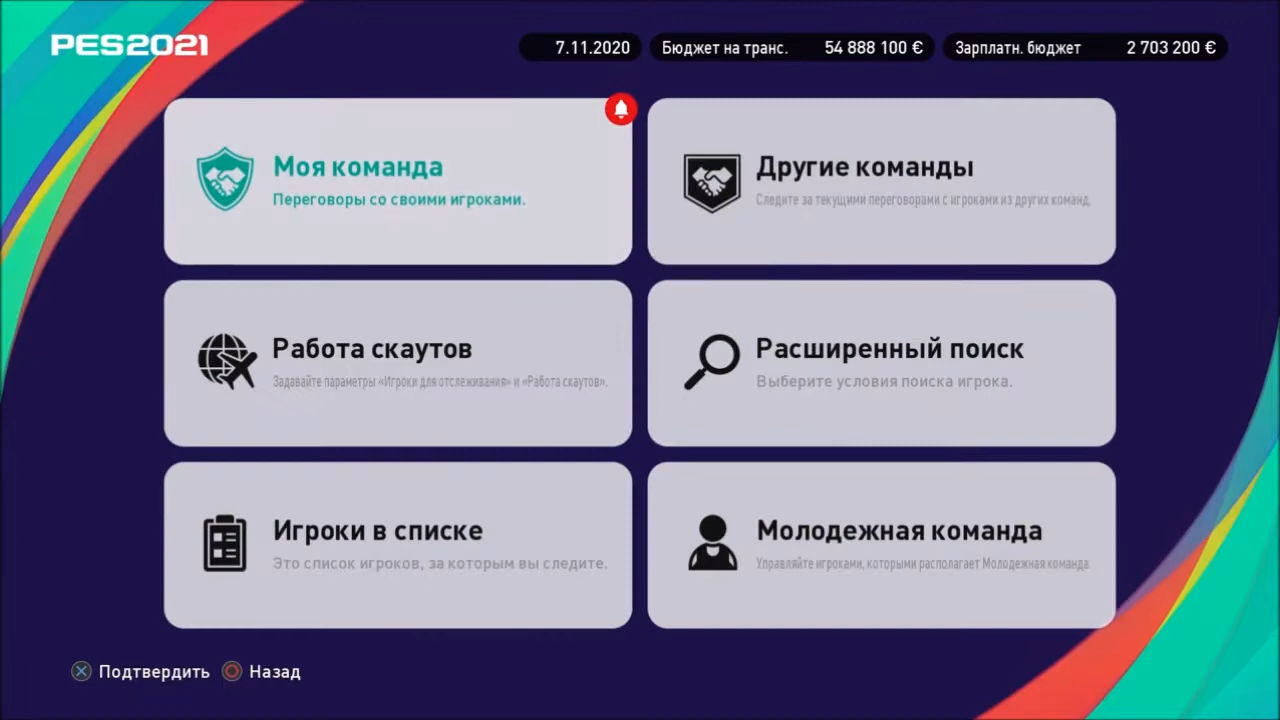 PES2021
7.11.2020
Бюджет на транс. 54 888 100 €
Зарплатн. бюджет 2 703 200 €
Моя команда
Переговоры со своими игроками.
Другие команды
Следите за текущими переговорами с игроками из других команд.
Работа скаутов
Задавайте параметры «Игроки для отслеживания» и «Работа скаутов».
Расширенный поиск
Выберите условия поиска игрока.
Игроки в списке
Это список игроков, за которым вы следите.
Молодежная команда
Управляйте игроками, которыми располагает Молодежная команда.
Подтвердить Назад